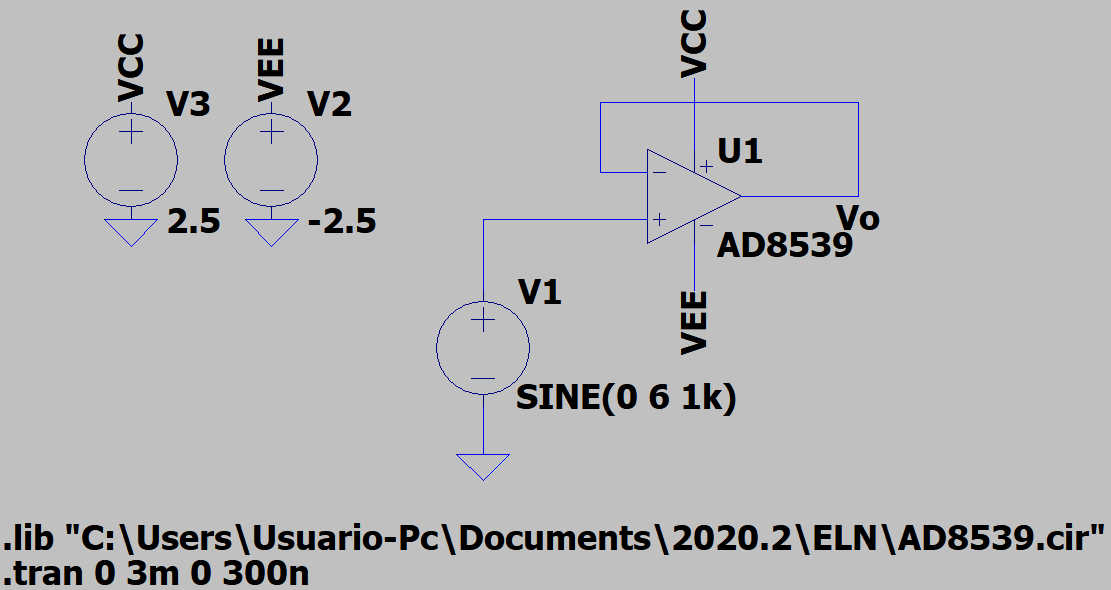 VCC
V3
2.5
VEE
V2
-2.5
VCC
U1
AD8539
Vo
VEE
V1
SINE(0 6 1k)
.lib "C:\Users\Usuario-Pc\Documents\2020.2\ELN\AD8539.cir"
.tran 0 3m 0 300n